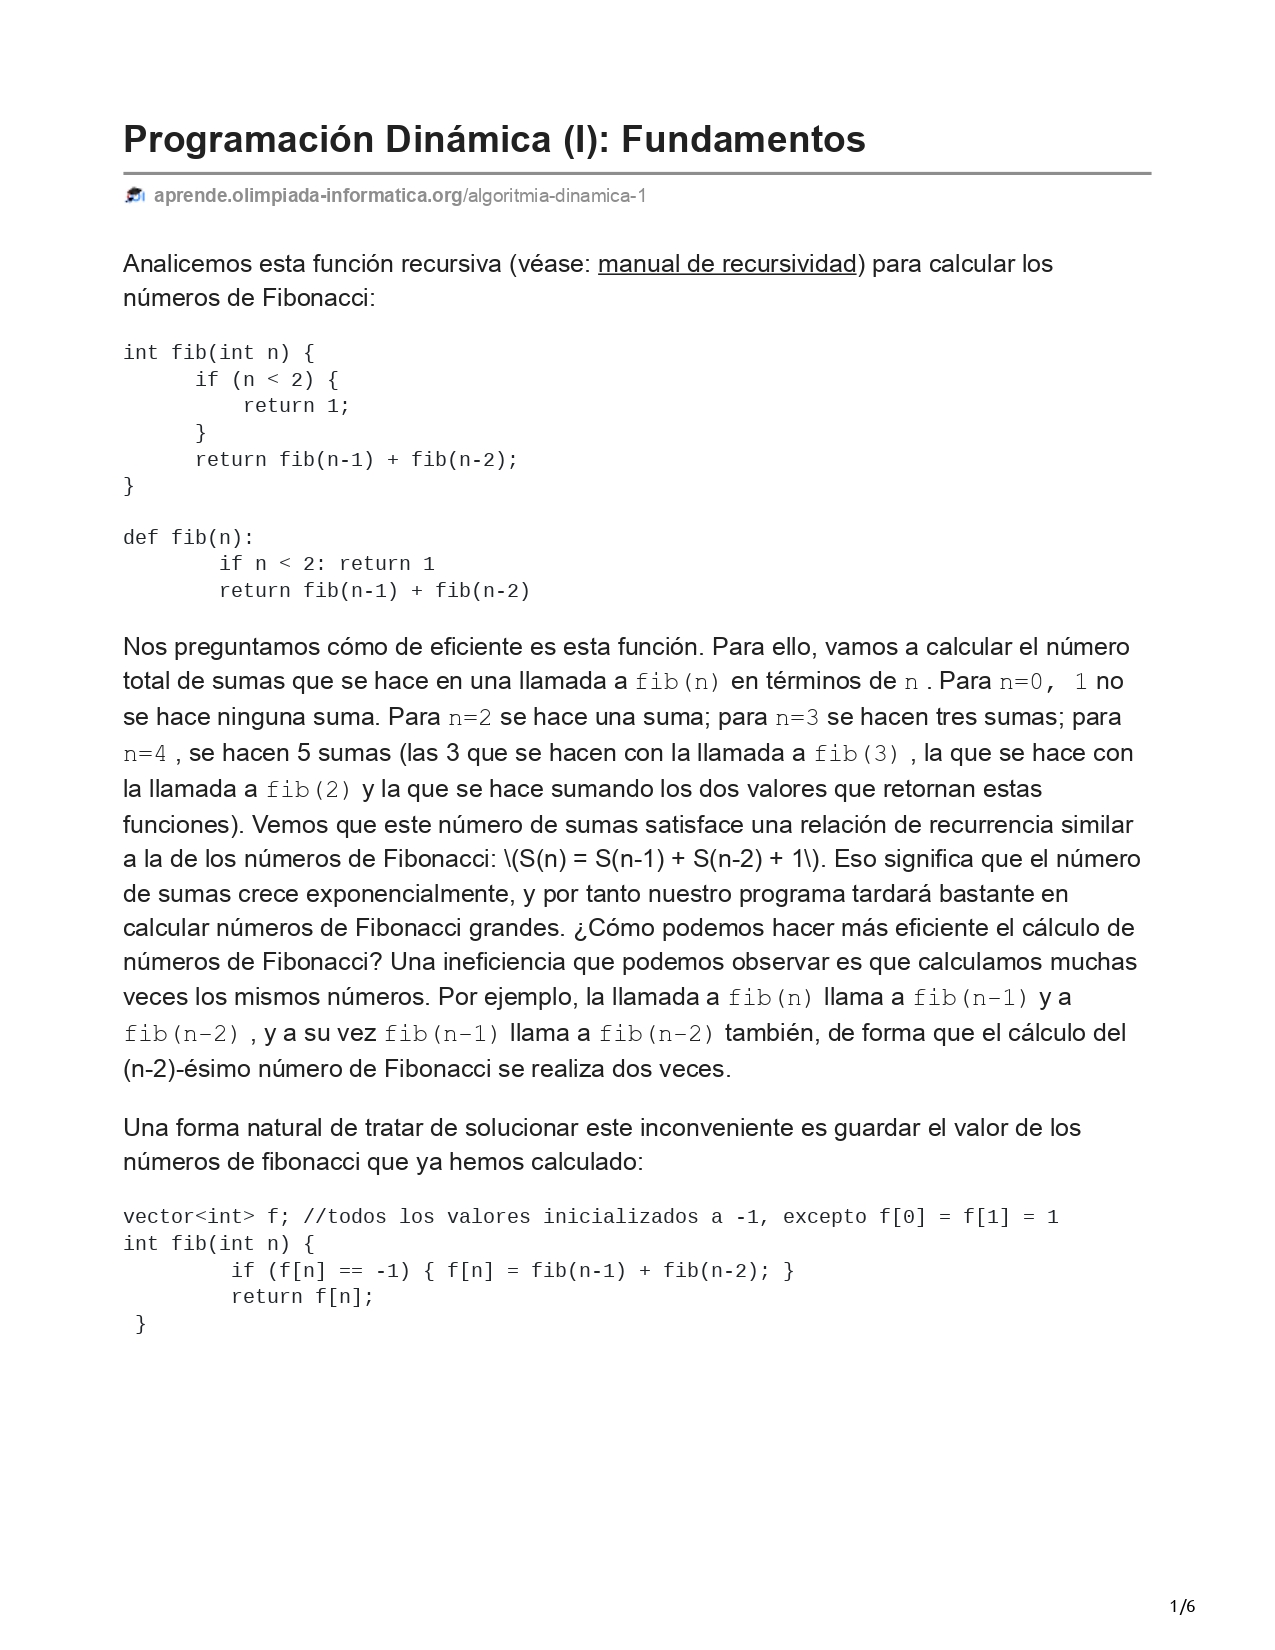 Programación Dinámica (I): Fundamentos
aprende.olimpiada-informatica.org/algoritmia-dinamica-1
Analicemos esta función recursiva (véase: manual de recursividad) para calcular los
números de Fibonacci:
int fib(int n) {
      if (n < 2) {
          return 1;
      }
      return fib(n-1) + fib(n-2);
}
def fib(n):
        if n < 2: return 1
        return fib(n-1) + fib(n-2)
Nos preguntamos cómo de eficiente es esta función. Para ello, vamos a calcular el número
total de sumas que se hace en una llamada a fib(n) en términos de n . Para n=0, 1 no
se hace ninguna suma. Para n=2 se hace una suma; para n=3 se hacen tres sumas; para
n=4 , se hacen 5 sumas (las 3 que se hacen con la llamada a fib(3) , la que se hace con
la llamada a fib(2) y la que se hace sumando los dos valores que retornan estas
funciones). Vemos que este número de sumas satisface una relación de recurrencia similar
a la de los números de Fibonacci: \(S(n) = S(n-1) + S(n-2) + 1\). Eso significa que el número
de sumas crece exponencialmente, y por tanto nuestro programa tardará bastante en
calcular números de Fibonacci grandes. ¿Cómo podemos hacer más eficiente el cálculo de
números de Fibonacci? Una ineficiencia que podemos observar es que calculamos muchas
veces los mismos números. Por ejemplo, la llamada a fib(n) llama a fib(n-1) y a
fib(n-2) , y a su vez fib(n-1) llama a fib(n-2) también, de forma que el cálculo del
(n-2)-ésimo número de Fibonacci se realiza dos veces.
Una forma natural de tratar de solucionar este inconveniente es guardar el valor de los
números de fibonacci que ya hemos calculado:
vector<int> f; //todos los valores inicializados a -1, excepto f[0] = f[1] = 1
int fib(int n) {
         if (f[n] == -1) { f[n] = fib(n-1) + fib(n-2); }
         return f[n];
 }
1/6